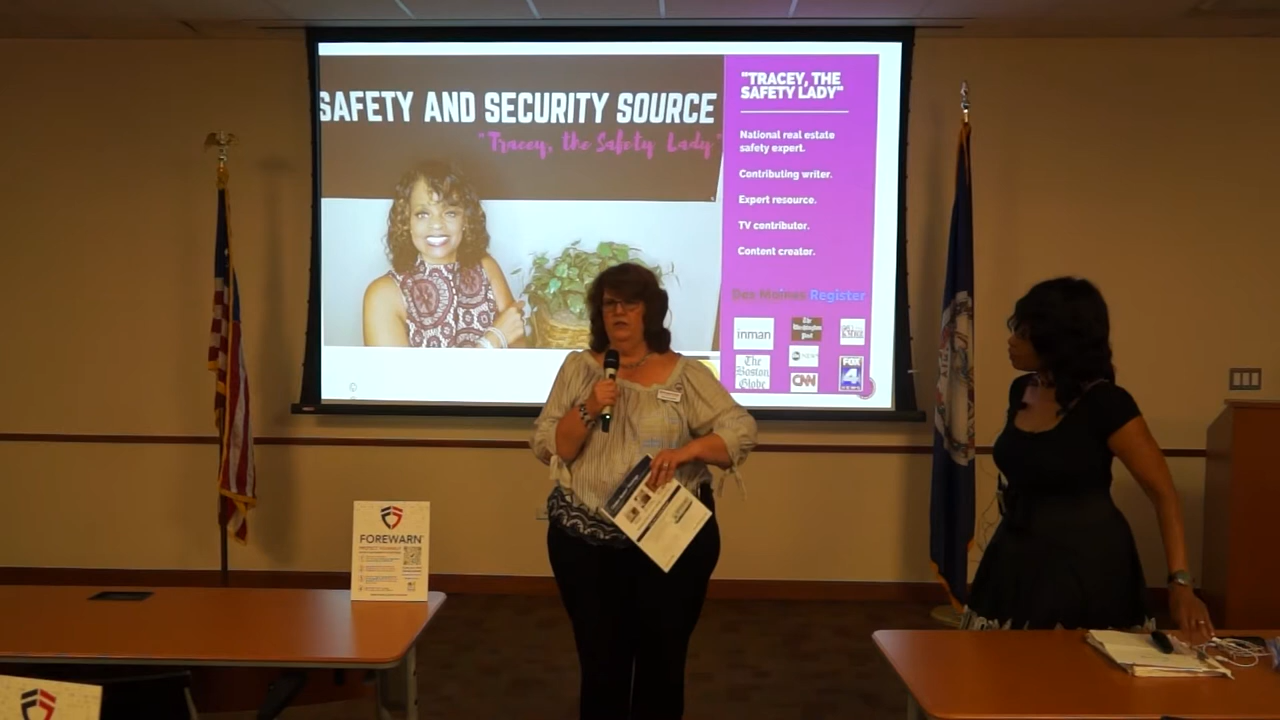 SAFETY AND SECURITY SOURCE
"Tracey, the Safety Lady"
"TRACEY, THE
SAFETY LADY"
National real estate
safety expert.
Contributing writer.
Expert resource.
TV contributor.
Content creator.
Des Moines Register
inman
The
Washington
Post
The
Boston
Globe
abc NEWS
CNN
FOX
4
FOREWARN